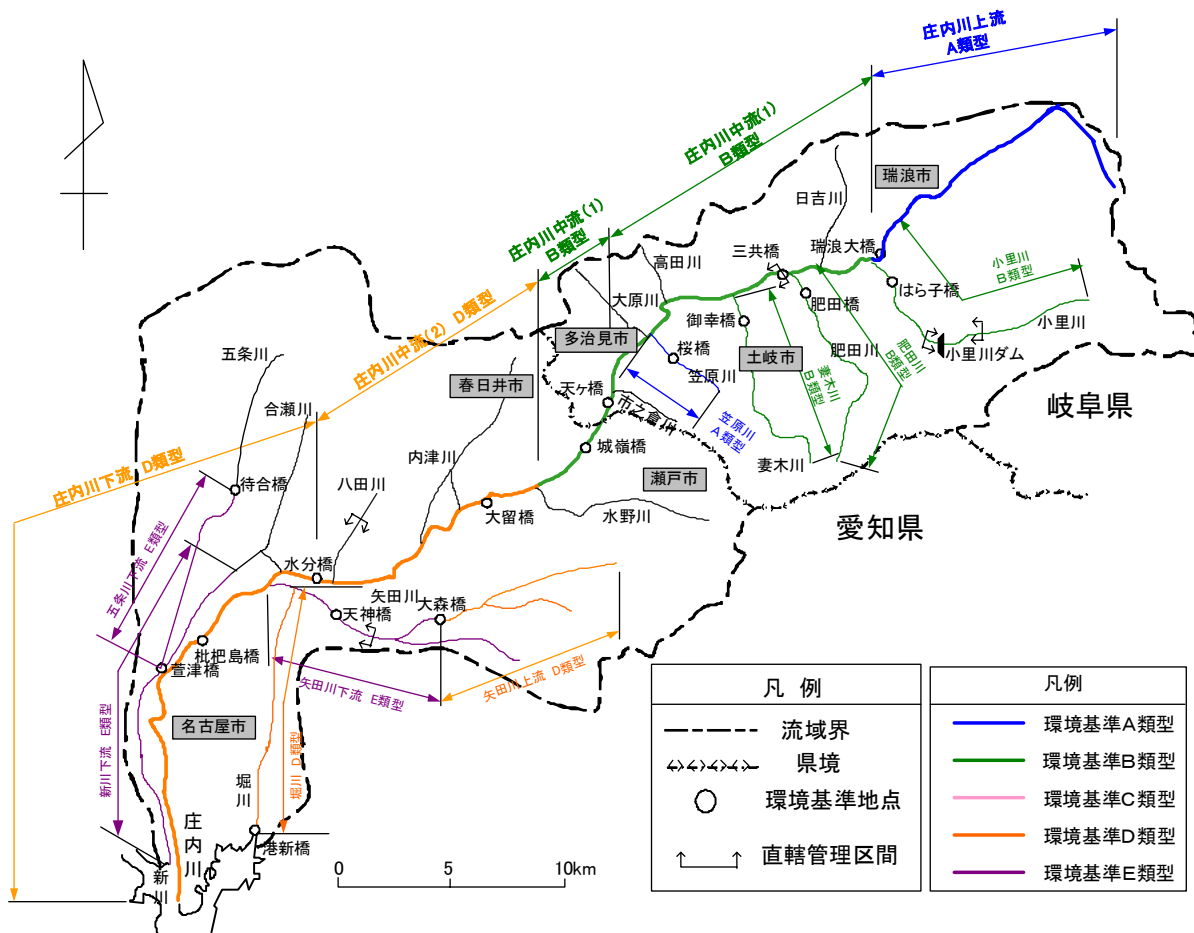 庄内川上流
A類型
庄内川中流(1)
B類型
庄内川中流(1)
B類型
庄内川中流(2) D類型
庄内川下流 D類型
瑞浪市
日吉川
瑞浪大橋
三共橋
高田川
大原川
小里川
B類型
はら子橋
肥田橋
御幸橋
多治見市
桜橋
土岐市
肥田川
小里川ダム
小里川
肥田川
B類型
妻木川
B類型
笠原川
笠原川
A類型
五条川
春日井市
天ヶ橋
市之倉川
岐阜県
合瀬川
城嶺橋
内津川
瀬戸市
妻木川
待合橋
八田川
大留橋
水野川
愛知県
五条川下流 E類型
水分橋
矢田川
天神橋
大森橋
枇杷島橋
萱津橋
矢田川下流 E類型
矢田川上流 D類型
名古屋市
新川下流 E類型
堀川 D類型
堀川
庄内川
港新橋
新川
0
5
10km
凡 例
流域界
県境
環境基準地点
直轄管理区間
凡例
環境基準A類型
環境基準B類型
環境基準C類型
環境基準D類型
環境基準E類型